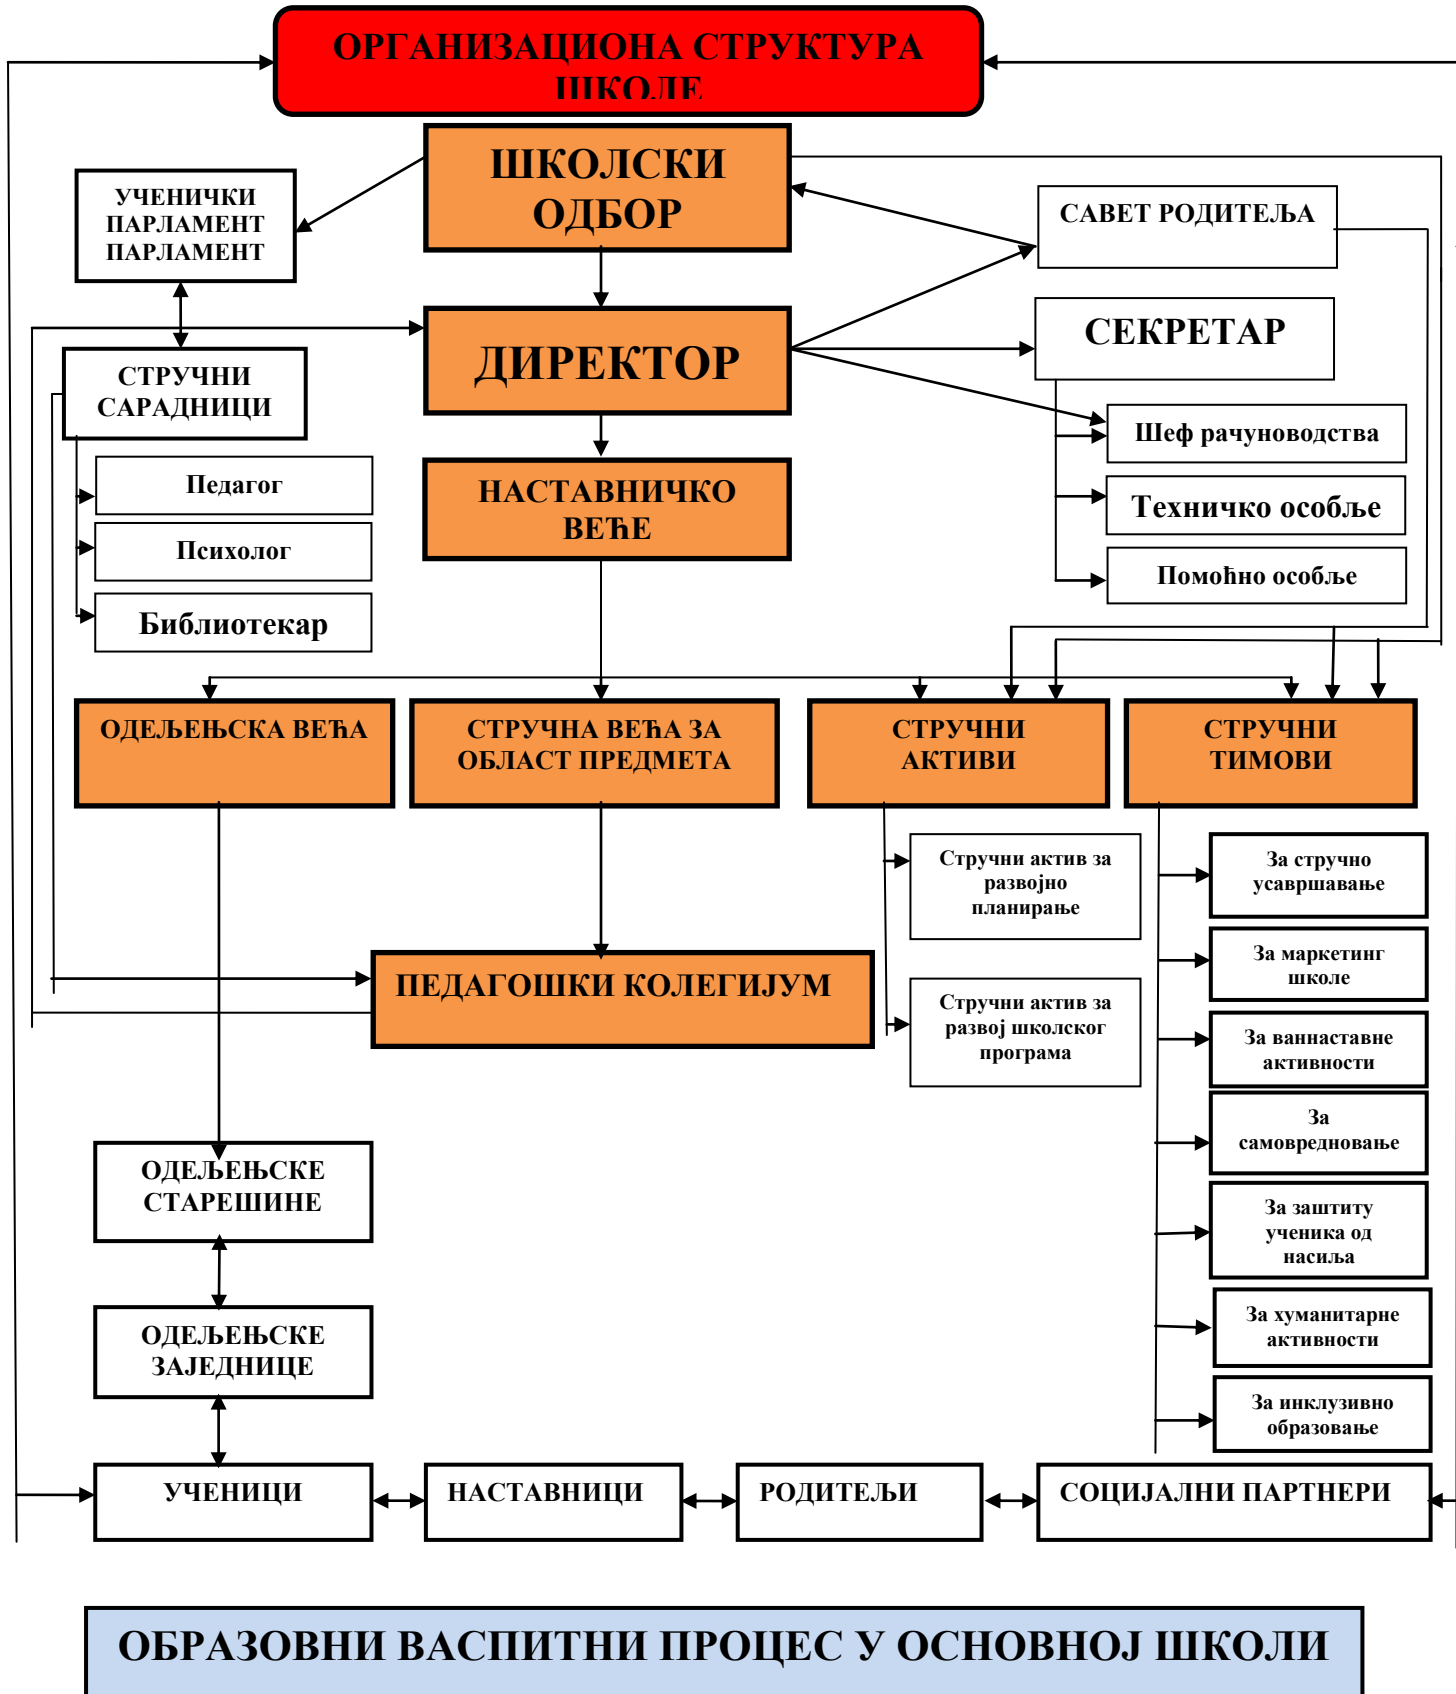 ОРГАНИЗАЦИОНА СТРУКТУРА
ШКОЛЕ
ШКОЛСКИ
ОДБОР
УЧЕНИЧКИ
ПАРЛАМЕНТ
ПАРЛАМЕНТ
САВЕТ РОДИТЕЉА
СЕКРЕТАР
ДИРЕКТОР
СТРУЧНИ
САРАДНИЦИ
Шеф рачуноводства
Педагог
НАСТАВНИЧКО
ВЕЋЕ
Техничко особље
Психолог
Помоћно особље
Библиотекар
ОДЕЉЕЊСКА ВЕЋА
СТРУЧНА ВЕЋА ЗА
ОБЛАСТ ПРЕДМЕТА
СТРУЧНИ
АКТИВИ
СТРУЧНИ
ТИМОВИ
Стручни актив за
развојно
планирање
За стручно
усавршавање
ПЕДАГОШКИ КОЛЕГИЈУМ
За маркетинг
школе
Стручни актив за
развој школског
програма
За ваннаставне
активности
За
самовредновање
ОДЕЉЕЊСКЕ
СТАРЕШИНЕ
За заштиту
ученика од
насиља
ОДЕЉЕЊСКЕ
ЗАЈЕДНИЦЕ
За хуманитарне
активности
За инклузивно
образовање
УЧЕНИЦИ
НАСТАВНИЦИ
РОДИТЕЉИ
СОЦИЈАЛНИ ПАРТНЕРИ
ОБРАЗОВНИ ВАСПИТНИ ПРОЦЕС У ОСНОВНОЈ ШКОЛИ